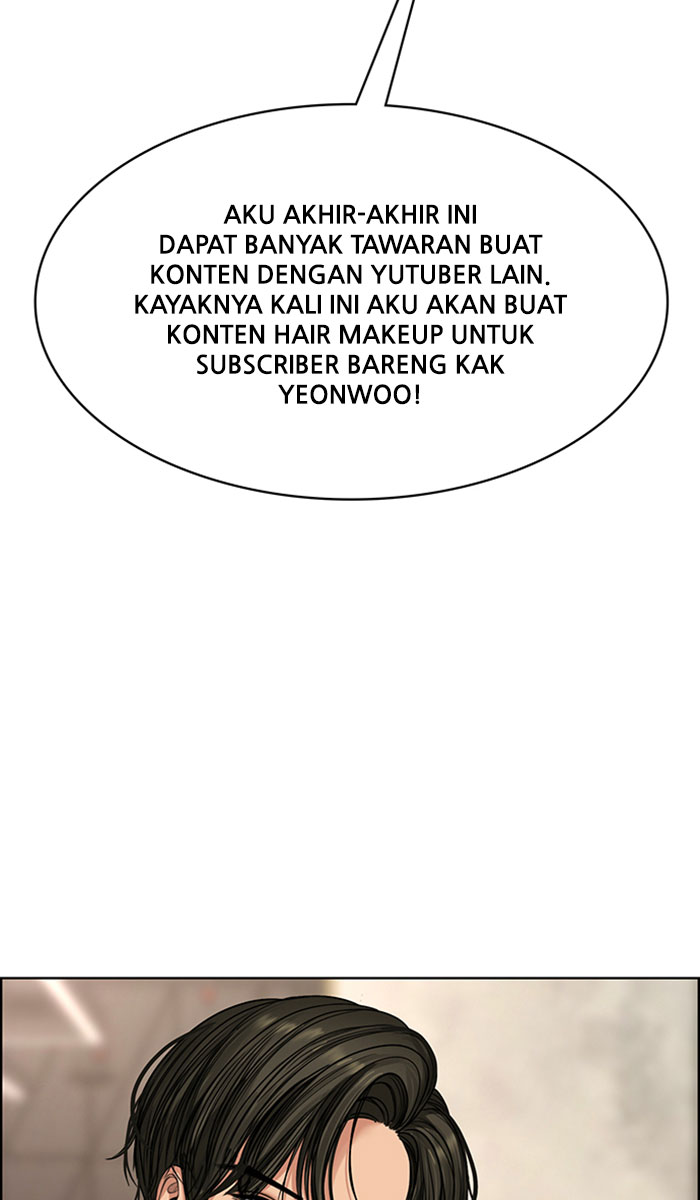 AKU AKHIR-AKHIR INI
DAPAT BANYAK TAWARAN BUAT
KONTEN DENGAN YUTUBER LAIN.
KAYAKNYA KALI INI AKU AKAN BUAT
KONTEN HAIR MAKEUP UNTUK
SUBSCRIBER BARENG KAK
YEONWOO!